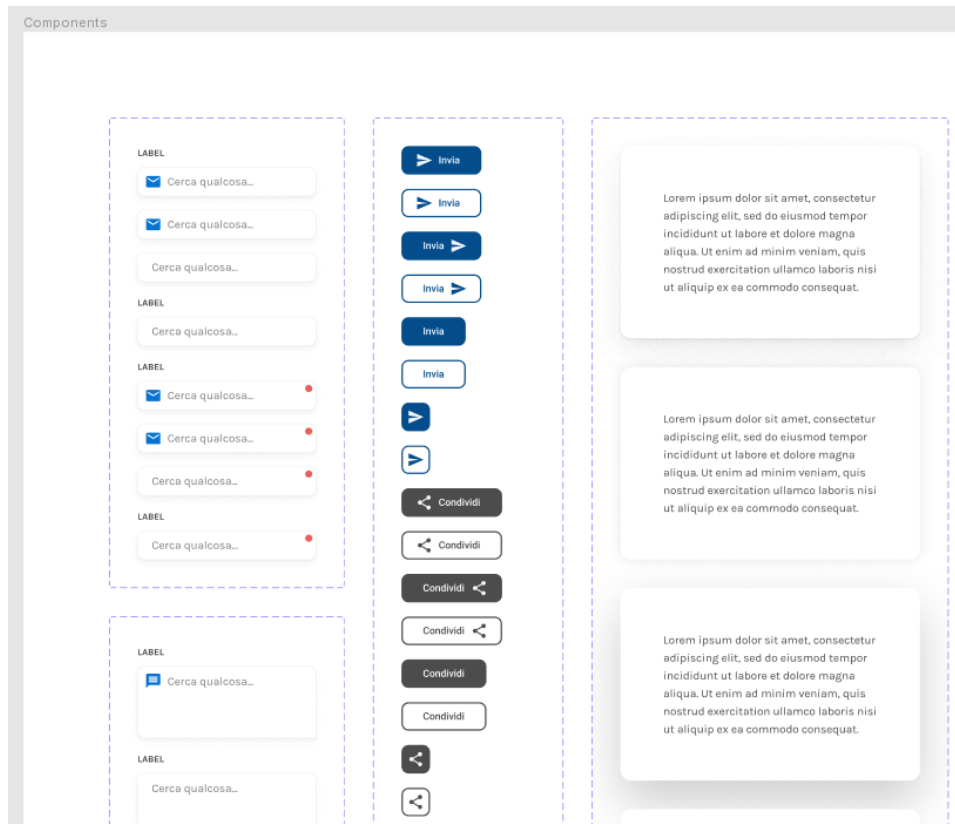 Components
LABEL
Cerca qualcosa...
Cerca qualcosa...
Cerca qualcosa...
LABEL
Cerca qualcosa...
LABEL
Cerca qualcosa...
Cerca qualcosa...
Cerca qualcosa...
LABEL
Cerca qualcosa...
LABEL
Cerca qualcosa...
LABEL
Cerca qualcosa...
Invia
Invia
Invia
Invia
Invia
Invia
Condividi
Condividi
Condividi
Condividi
Condividi
Condividi
Lorem ipsum dolor sit amet, consectetur
adipiscing elit, sed do eiusmod tempor
incididunt ut labore et dolore magna
aliqua. Ut enim ad minim veniam, quis
nostrud exercitation ullamco laboris nisi
ut aliquip ex ea commodo consequat.
Lorem ipsum dolor sit amet, consectetur
adipiscing elit, sed do eiusmod tempor
incididunt ut labore et dolore magna
aliqua. Ut enim ad minim veniam, quis
nostrud exercitation ullamco laboris nisi
ut aliquip ex ea commodo consequat.
Lorem ipsum dolor sit amet, consectetur
adipiscing elit, sed do eiusmod tempor
incididunt ut labore et dolore magna
aliqua. Ut enim ad minim veniam, quis
nostrud exercitation ullamco laboris nisi
ut aliquip ex ea commodo consequat.